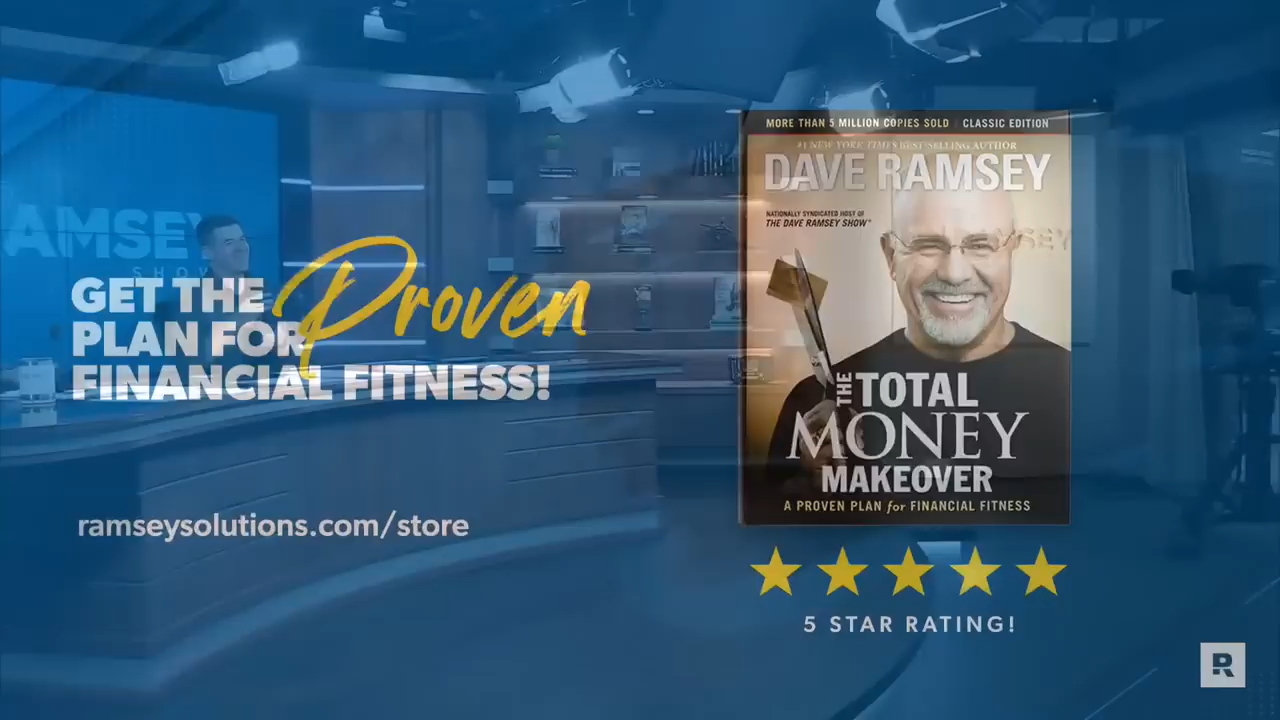 RAMSEY
SHOW
GET THE Proven
PLAN FOR
FINANCIAL FITNESS!
ramseysolutions.com/store
MORE THAN 5 MILLION COPIES SOLD | CLASSIC EDITION
#1 NEW YORK TIMES BEST-SELLING AUTHOR
DAVE RAMSEY
NATIONALLY SYNDICATED HOST OF
THE DAVE RAMSEY SHOW®
SEY
THE TOTAL
MONEY
MAKEOVER
A PROVEN PLAN for FINANCIAL FITNESS
5 STAR RATING!
R